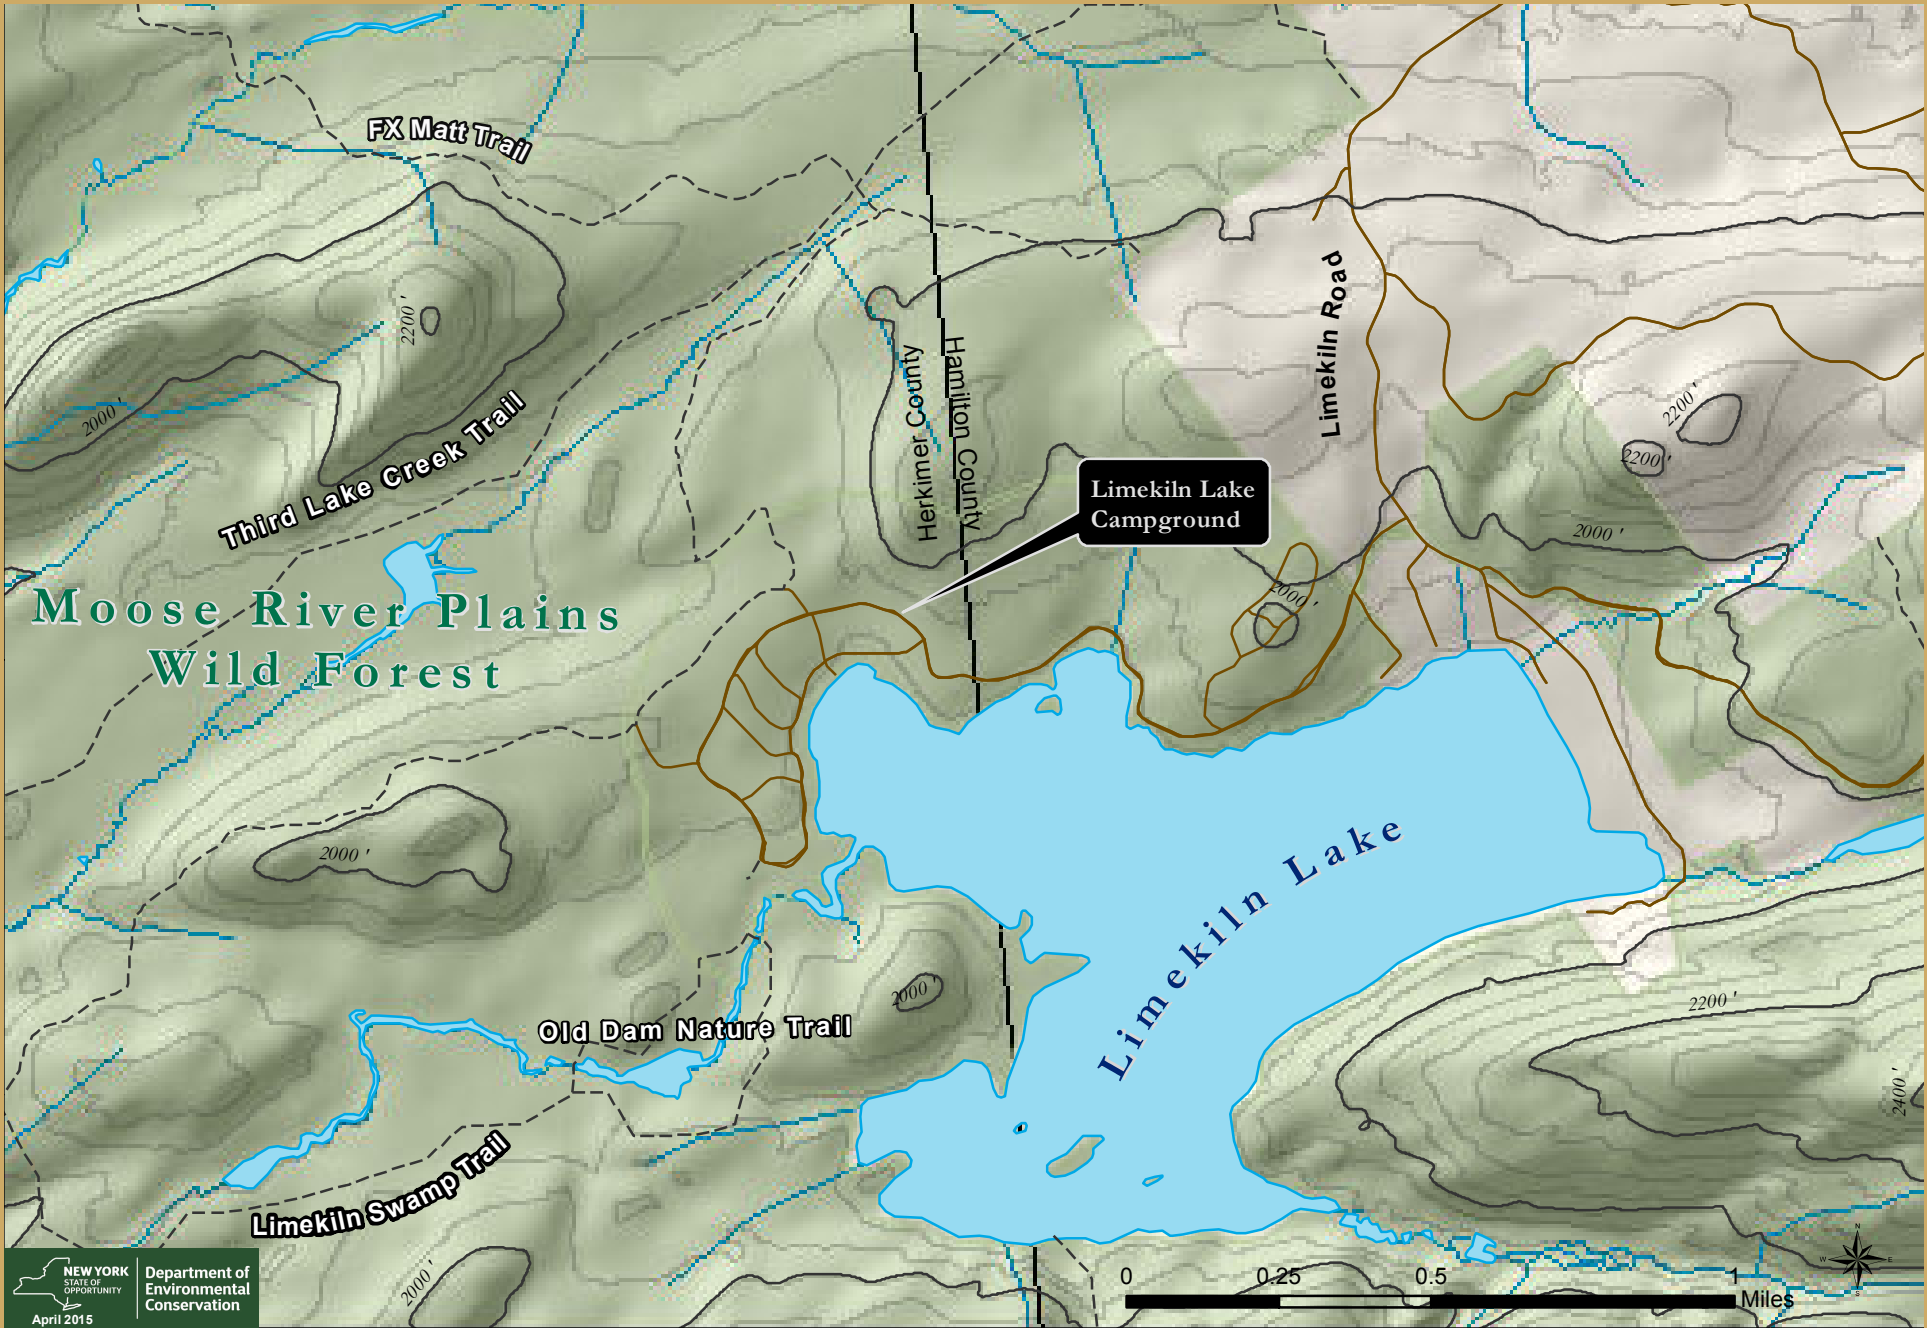 FX Matt Trail
Limekiln Road
2200'
Herkimer County
Hamilton County
2000'
Third Lake Creek Trail
2200'
2200'
Limekiln Lake
Campground
2000'
Moose River Plains
Wild Forest
2000'
2000'
Limekiln Lake
2000'
2200'
Old Dam Nature Trail
2400'
Limekiln Swamp Trail
2000'
NEW YORK
STATE OF
OPPORTUNITY
Department of
Environmental
Conservation
April 2015
0 0.25 0.5 1
Miles
N
W E
S